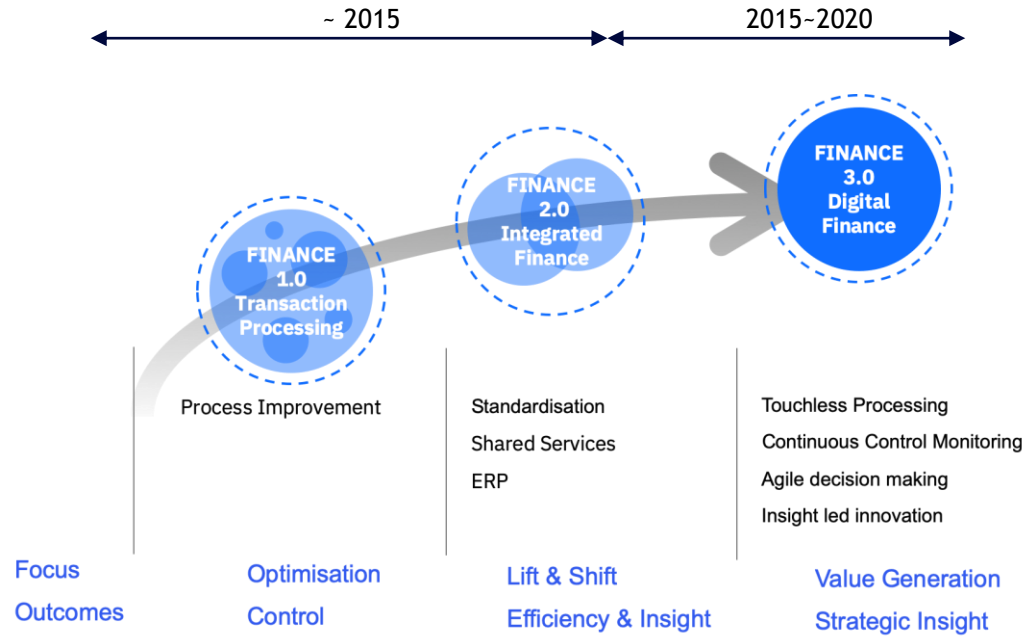 ~ 2015
2015~2020
FINANCE
1.0
Transaction
Processing
FINANCE
2.0
Integrated
Finance
FINANCE
3.0
Digital
Finance
Process Improvement
Standardisation
Shared Services
ERP
Touchless Processing
Continuous Control Monitoring
Agile decision making
Insight led innovation
Focus
Optimisation
Lift & Shift
Value Generation
Outcomes
Control
Efficiency & Insight
Strategic Insight